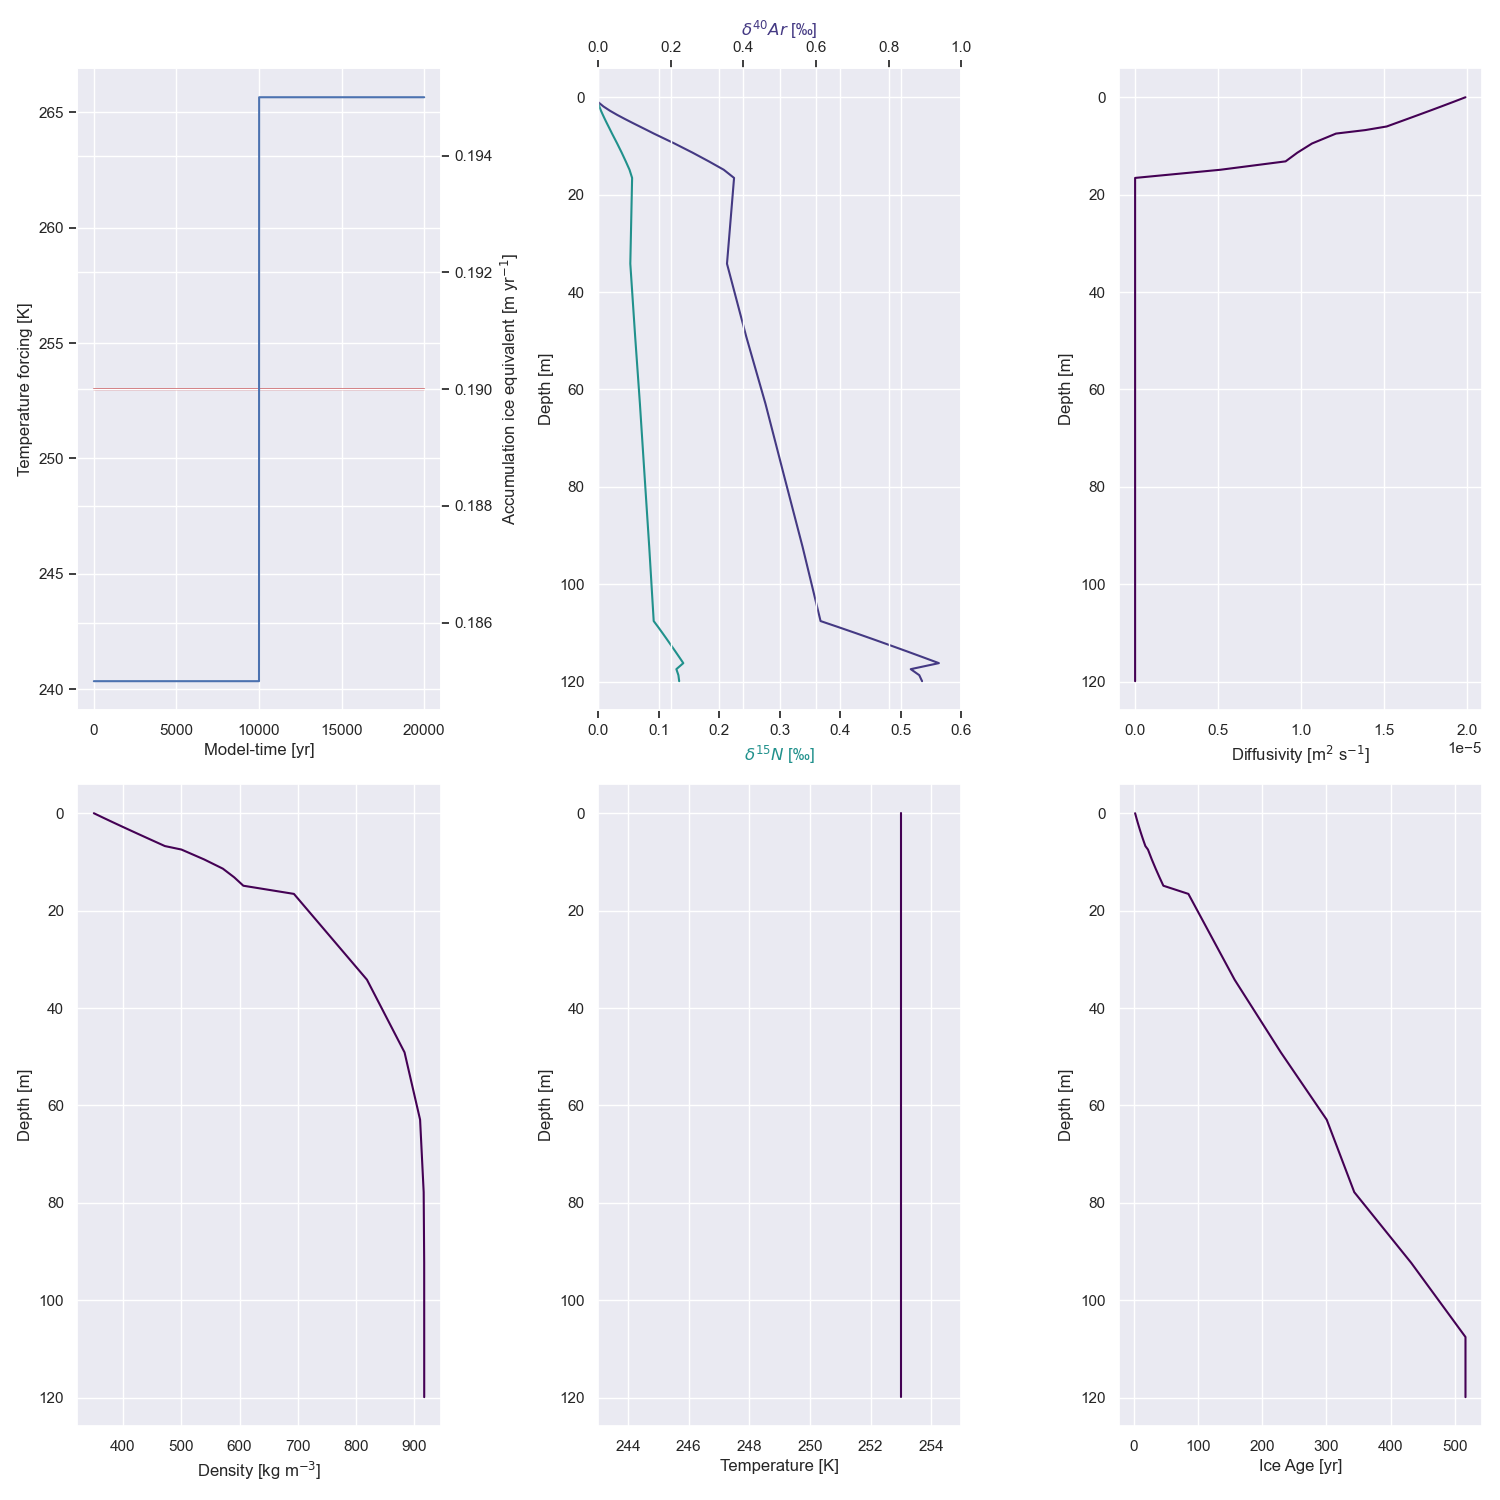 δ⁴⁰Ar [‰]
0.0 0.2 0.4 0.6 0.8 1.0
265
260
255
250
245
240
Temperature forcing [K]
0.194
0.192
0.190
0.188
0.186
Accumulation ice equivalent [m yr⁻¹]
0 5000 10000 15000 20000
Model-time [yr]
0
20
40
60
80
100
120
Depth [m]
0.0 0.1 0.2 0.3 0.4 0.5 0.6
δ¹⁵N [‰]
0
20
40
60
80
100
120
Depth [m]
0.0 0.5 1.0 1.5 2.0
1e−5
Diffusivity [m² s⁻¹]
0
20
40
60
80
100
120
Depth [m]
400 500 600 700 800 900
Density [kg m⁻³]
0
20
40
60
80
100
120
Depth [m]
244 246 248 250 252 254
Temperature [K]
0
20
40
60
80
100
120
Depth [m]
0 100 200 300 400 500
Ice Age [yr]